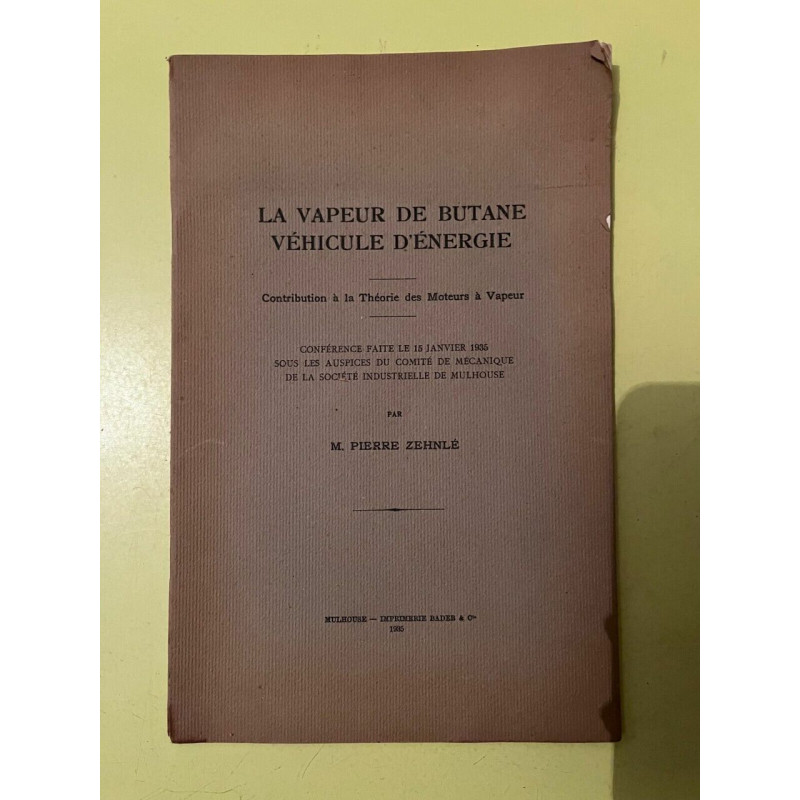 LA VAPEUR DE BUTANE
VÉHICULE D'ÉNERGIE
Contribution à la Théorie des Moteurs à Vapeur
CONFÉRENCE FAITE LE 15 JANVIER 1935
SOUS LES AUSPICES DU COMITÉ DE MÉCANIQUE
DE LA SOCIÉTÉ INDUSTRIELLE DE MULHOUSE
PAR
M. PIERRE ZEHNLÉ
MULHOUSE — IMPRIMERIE BADER & Cie
1935